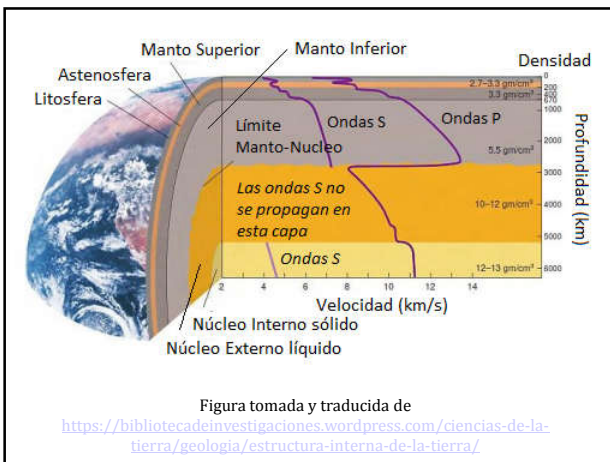 Manto Superior
Manto Inferior
Densidad
Astenosfera
Litosfera
0
2.7–3.3 gm/cm³
200
3.3 gm/cm³
400
670
1000
Límite
Manto-Nucleo
Ondas S
Ondas P
2000
5.5 gm/cm³
Profundidad (km)
3000
Las ondas S no
se propagan en
esta capa
10–12 gm/cm³
4000
5000
Ondas S
12–13 gm/cm³
6000
2 4 6 8 10 12 14
Velocidad (km/s)
Núcleo Interno sólido
Núcleo Externo líquido
Figura tomada y traducida de
https://bibliotecadeinvestigaciones.wordpress.com/ciencias-de-la-
tierra/geologia/estructura-interna-de-la-tierra/